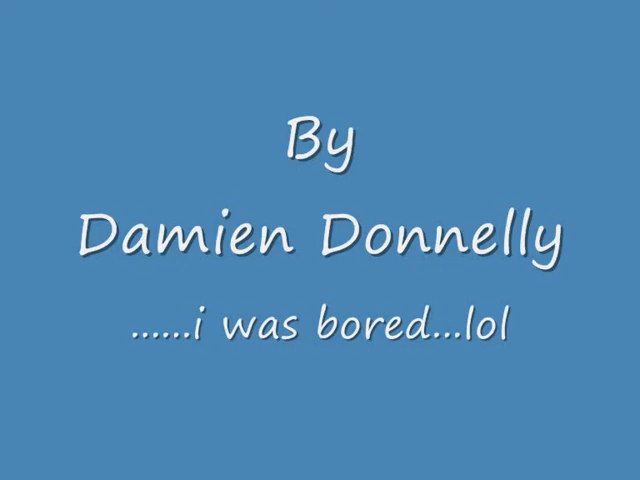 By
Damien Donnelly
......i was bored...lol